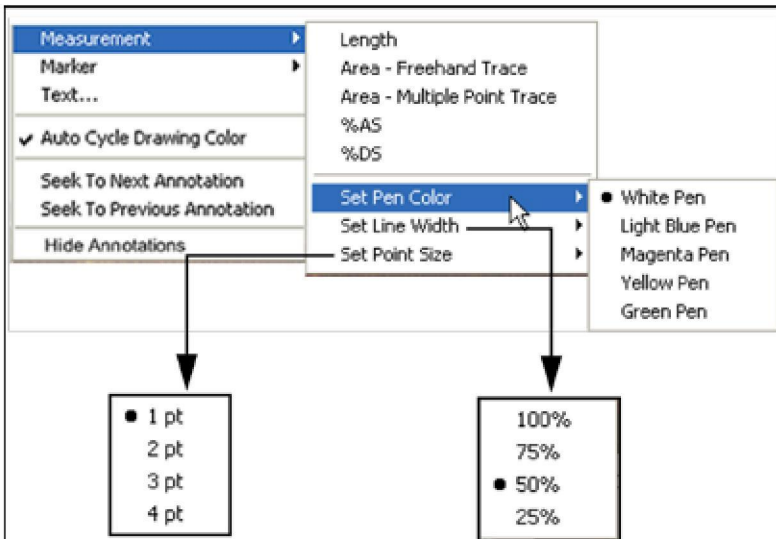 Measurement
Marker
Text...
Auto Cycle Drawing Color
Seek To Next Annotation
Seek To Previous Annotation
Hide Annotations
Length
Area - Freehand Trace
Area - Multiple Point Trace
%AS
%DS
Set Pen Color
Set Line Width
Set Point Size
White Pen
Light Blue Pen
Magenta Pen
Yellow Pen
Green Pen
1 pt
2 pt
3 pt
4 pt
100%
75%
50%
25%